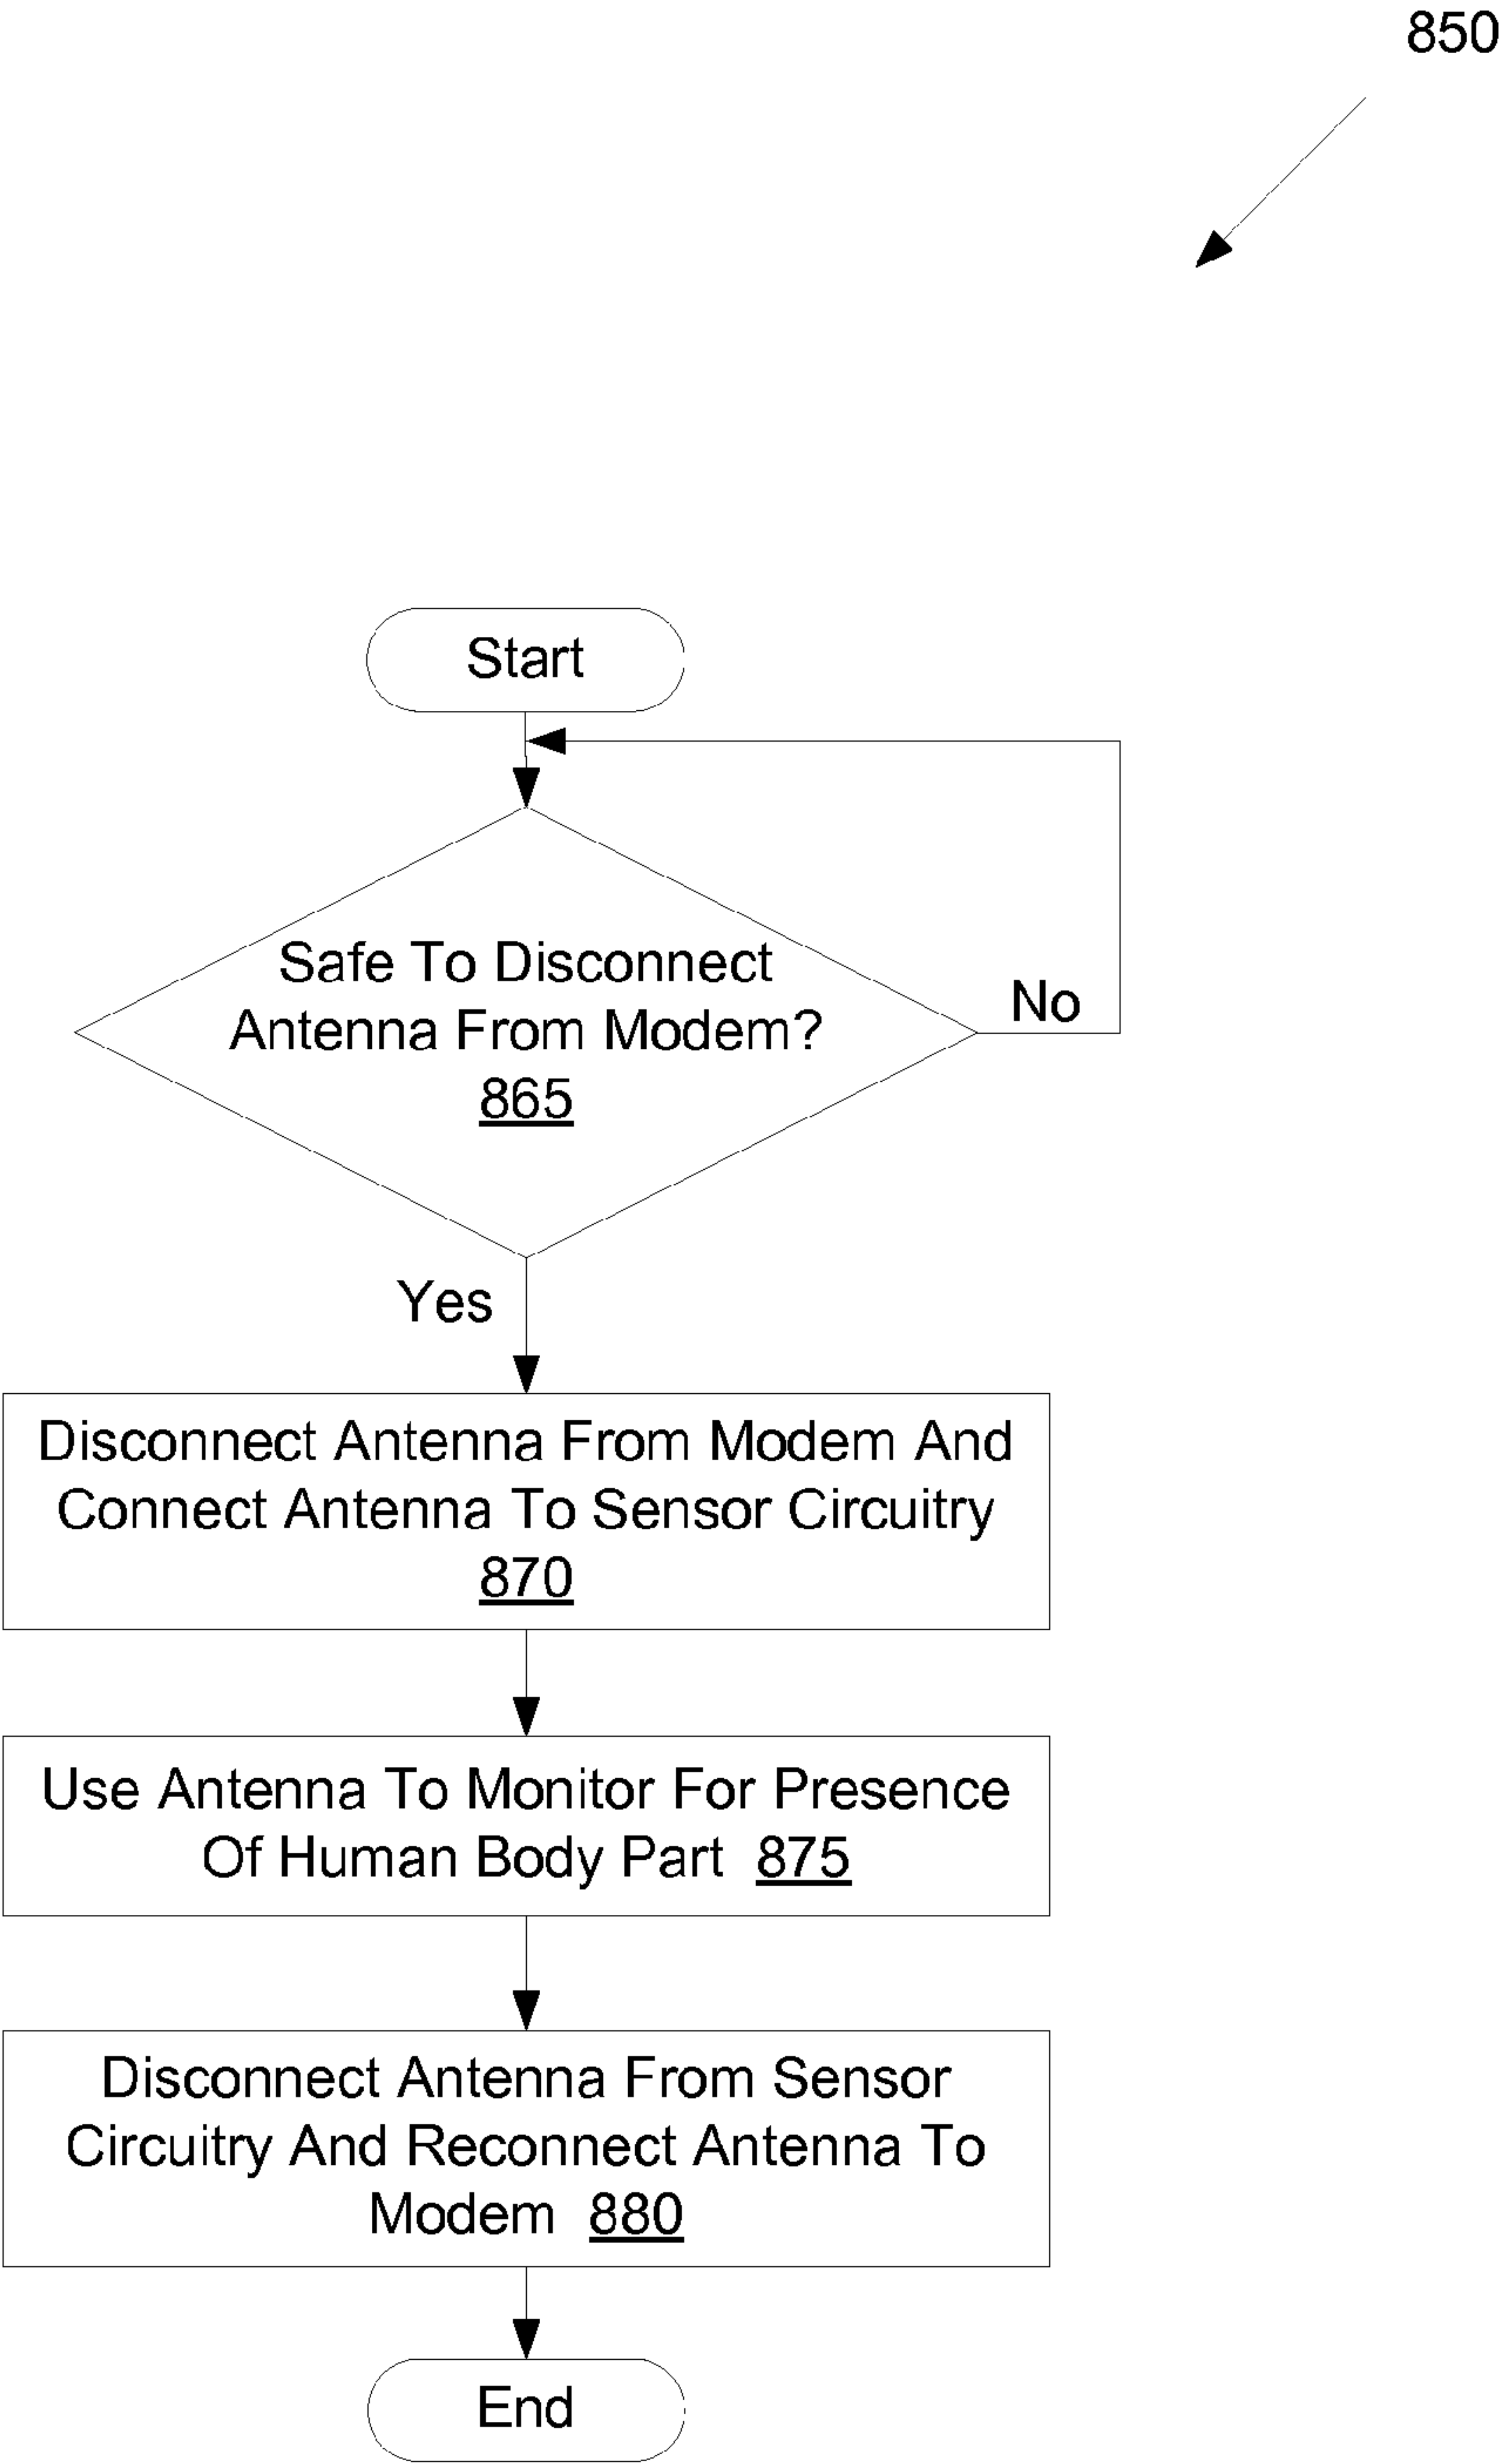 850
Start
Safe To Disconnect
Antenna From Modem?
865
No
Yes
Disconnect Antenna From Modem And
Connect Antenna To Sensor Circuitry
870
Use Antenna To Monitor For Presence
Of Human Body Part 875
Disconnect Antenna From Sensor
Circuitry And Reconnect Antenna To
Modem 880
End